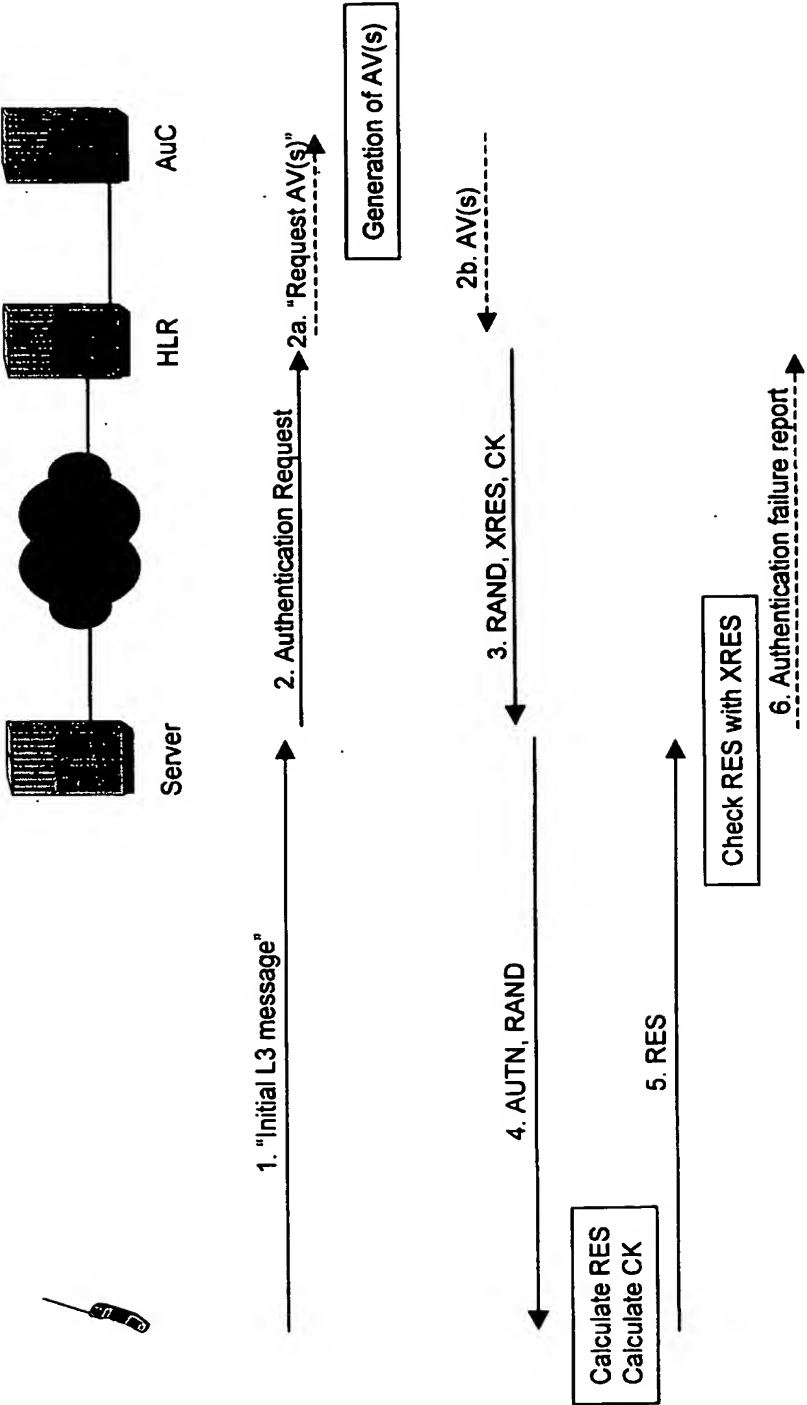 Server
HLR
AuC
1. "Initial L3 message"
2. Authentication Request
2a. "Request AV(s)"
Generation of AV(s)
2b. AV(s)
3. RAND, XRES, CK
4. AUTN, RAND
Calculate RES
Calculate CK
5. RES
Check RES with XRES
6. Authentication failure report